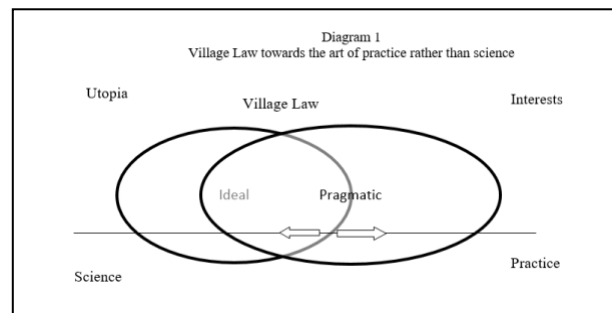 Diagram 1
Village Law towards the art of practice rather than science
Utopia
Village Law
Interests
Ideal
Pragmatic
Science
Practice